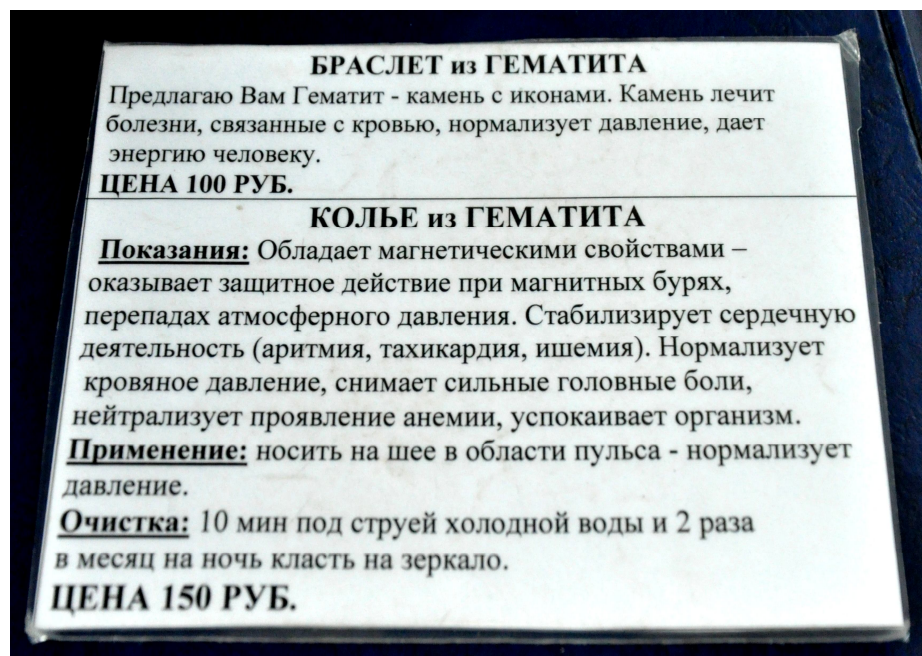 БРАСЛЕТ из ГЕМАТИТА
Предлагаю Вам Гематит - камень с иконами. Камень лечит
болезни, связанные с кровью, нормализует давление, дает
энергию человеку.
ЦЕНА 100 РУБ.
КОЛЬЕ из ГЕМАТИТА
Показания: Обладает магнетическими свойствами –
оказывает защитное действие при магнитных бурях,
перепадах атмосферного давления. Стабилизирует сердечную
деятельность (аритмия, тахикардия, ишемия). Нормализует
кровяное давление, снимает сильные головные боли,
нейтрализует проявление анемии, успокаивает организм.
Применение: носить на шее в области пульса - нормализует
давление.
Очистка: 10 мин под струей холодной воды и 2 раза
в месяц на ночь класть на зеркало.
ЦЕНА 150 РУБ.